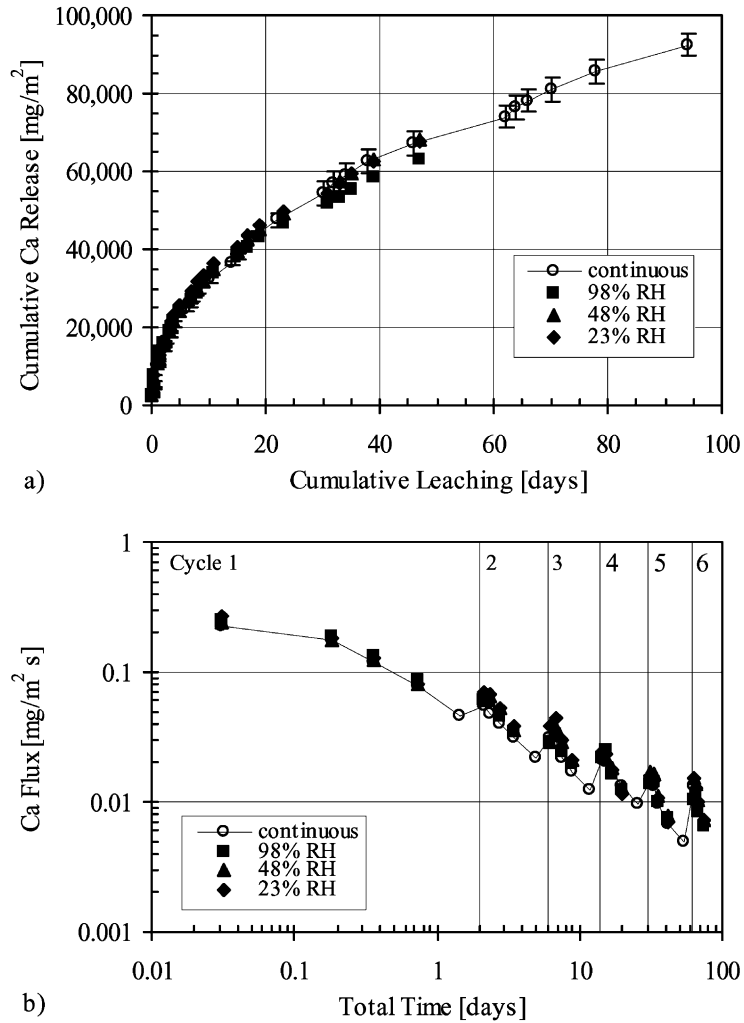 100,000
80,000
60,000
40,000
20,000
0
Cumulative Ca Release [mg/m²]
continuous
98% RH
48% RH
23% RH
0 20 40 60 80 100
Cumulative Leaching [days]
a)
1
0.1
0.01
0.001
Ca Flux [mg/m² s]
Cycle 1 2 3 4 5 6
continuous
98% RH
48% RH
23% RH
0.01 0.1 1 10 100
Total Time [days]
b)